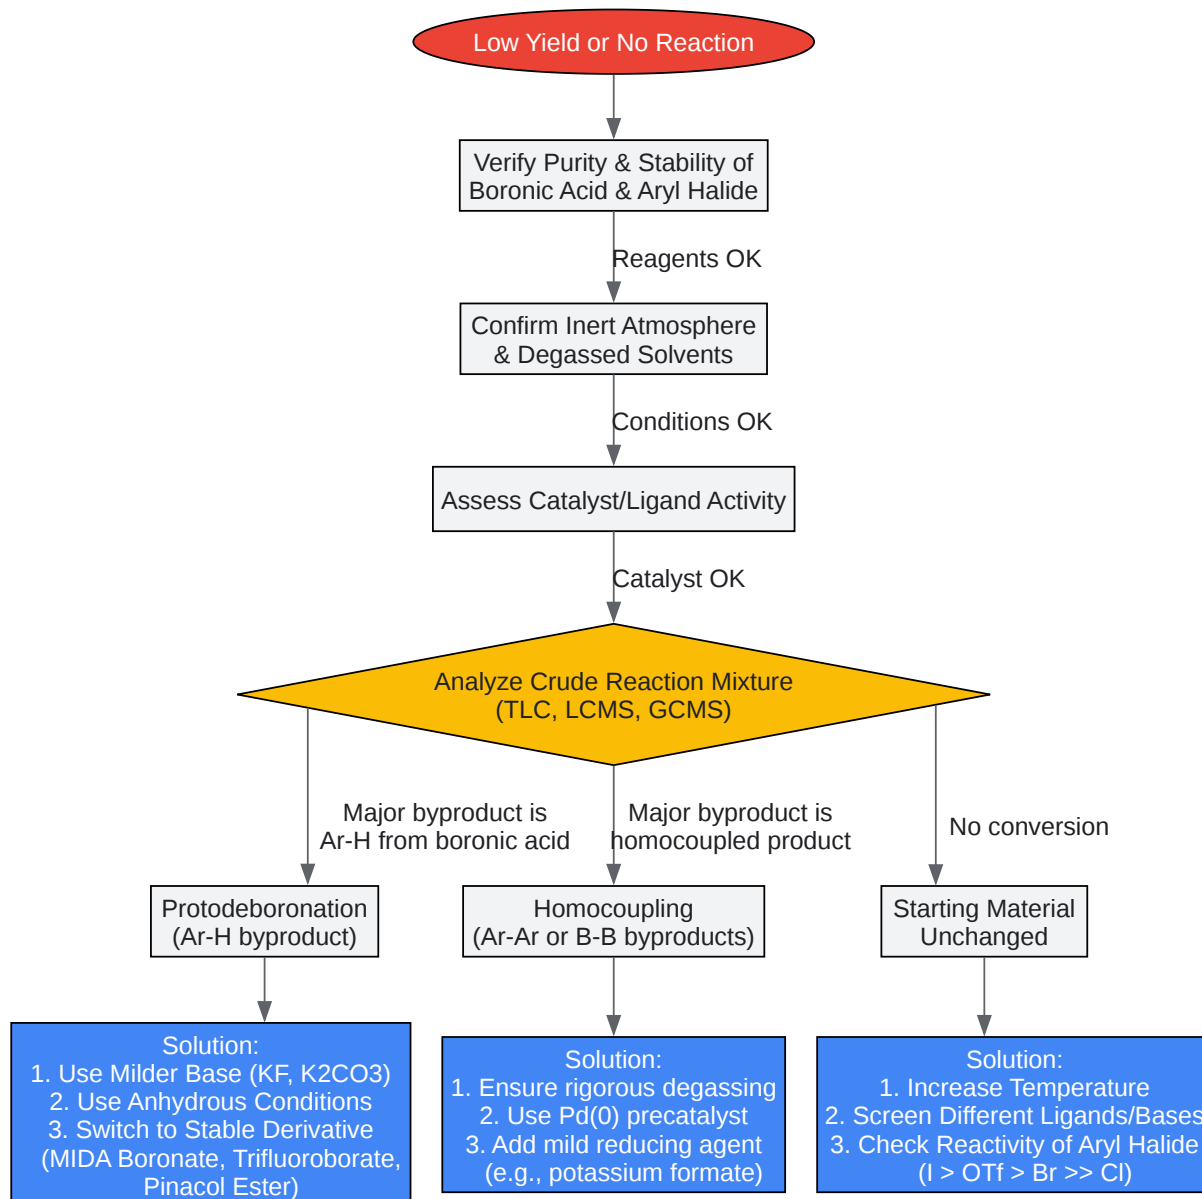 Low Yield or No Reaction
Verify Purity & Stability of
Boronic Acid & Aryl Halide
Reagents OK
Confirm Inert Atmosphere
& Degassed Solvents
Conditions OK
Assess Catalyst/Ligand Activity
Catalyst OK
Analyze Crude Reaction Mixture
(TLC, LCMS, GCMS)
Major byproduct is
Ar-H from boronic acid
Major byproduct is
homocoupled product
No conversion
Protodeboronation
(Ar-H byproduct)
Homocoupling
(Ar-Ar or B-B byproducts)
Starting Material
Unchanged
Solution:
1. Use Milder Base (KF, K2CO3)
2. Use Anhydrous Conditions
3. Switch to Stable Derivative
(MIDA Boronate, Trifluoroborate,
Pinacol Ester)
Solution:
1. Ensure rigorous degassing
2. Use Pd(0) precatalyst
3. Add mild reducing agent
(e.g., potassium formate)
Solution:
1. Increase Temperature
2. Screen Different Ligands/Bases
3. Check Reactivity of Aryl Halide
(I > OTf > Br >> Cl)